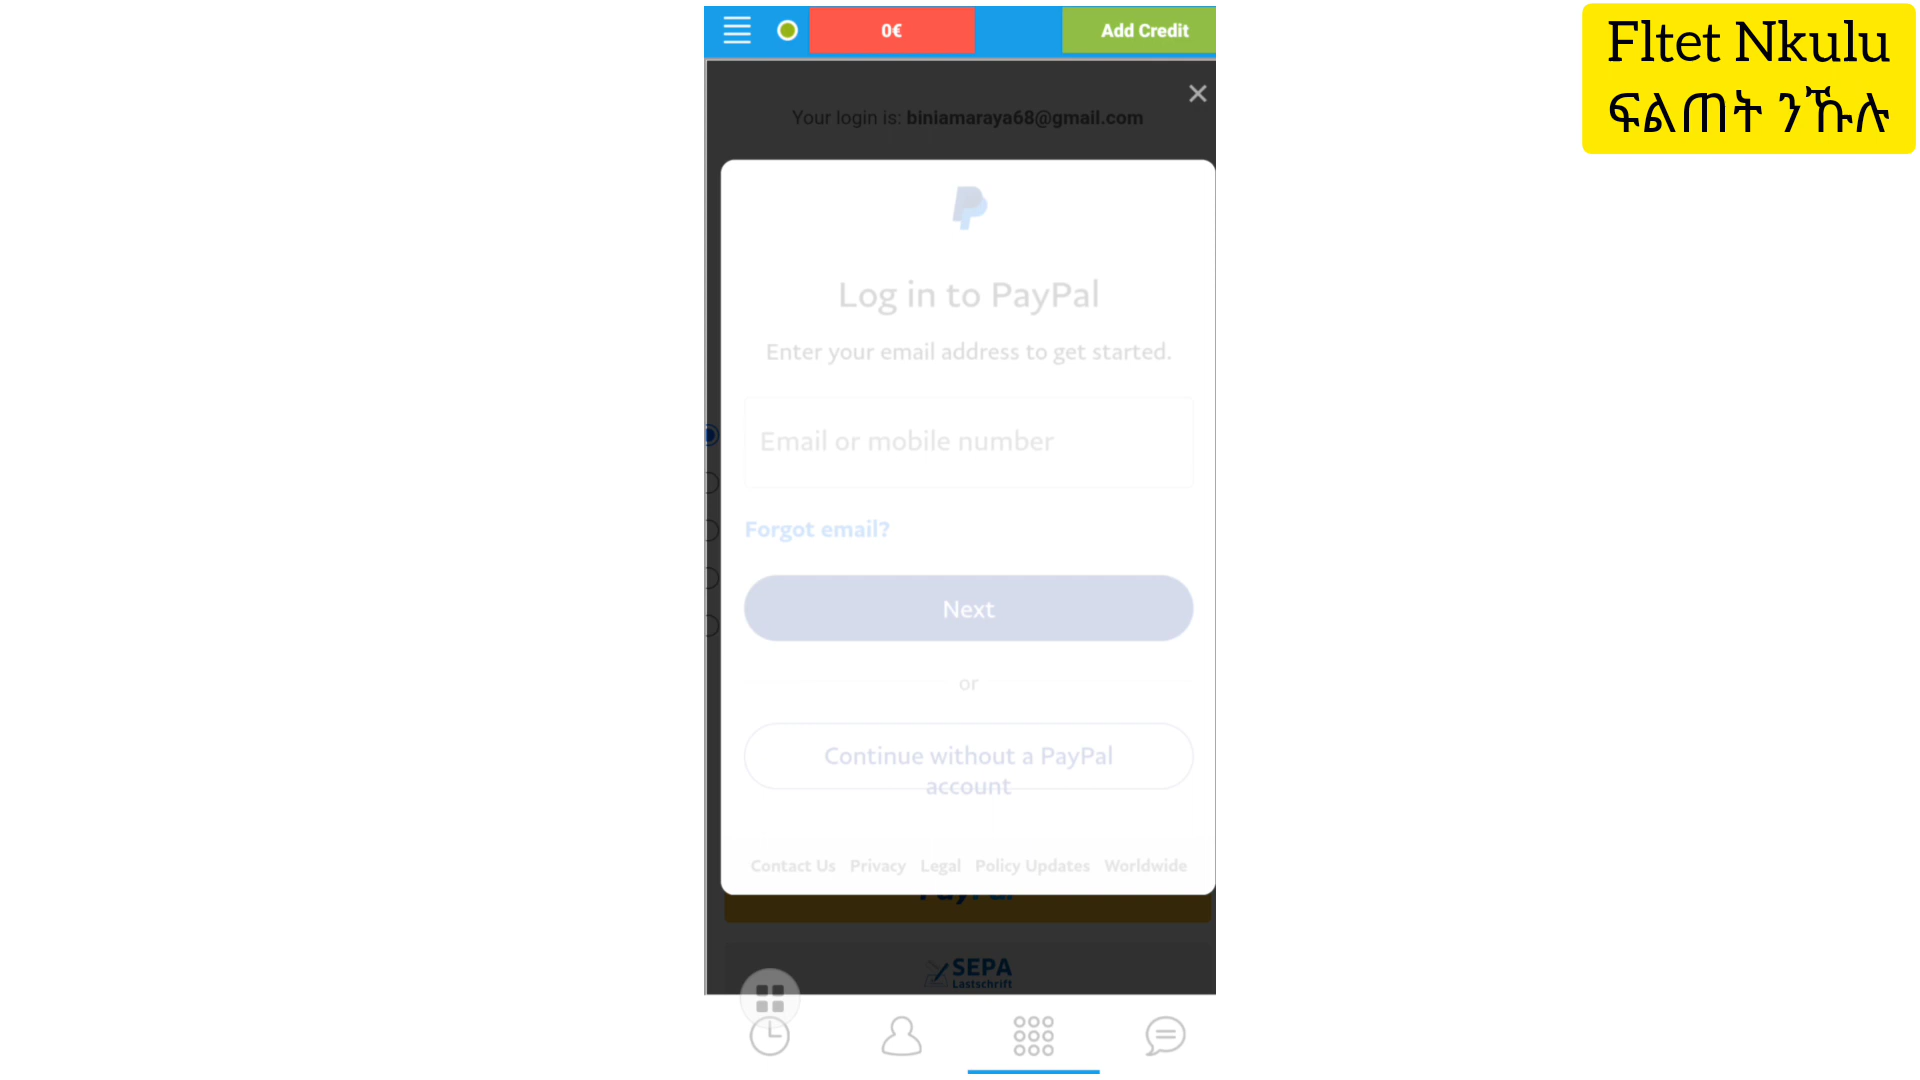 0€
Add Credit
Fltet Nkulu
ፍልጠት ንኹሉ
Your login is: biniamaraya68@gmail.com
Log in to PayPal
Enter your email address to get started.
Email or mobile number
Forgot email?
Next
or
Continue without a PayPal
account
Contact Us Privacy Legal Policy Updates Worldwide
PayPal
SEPA
Lastschrift